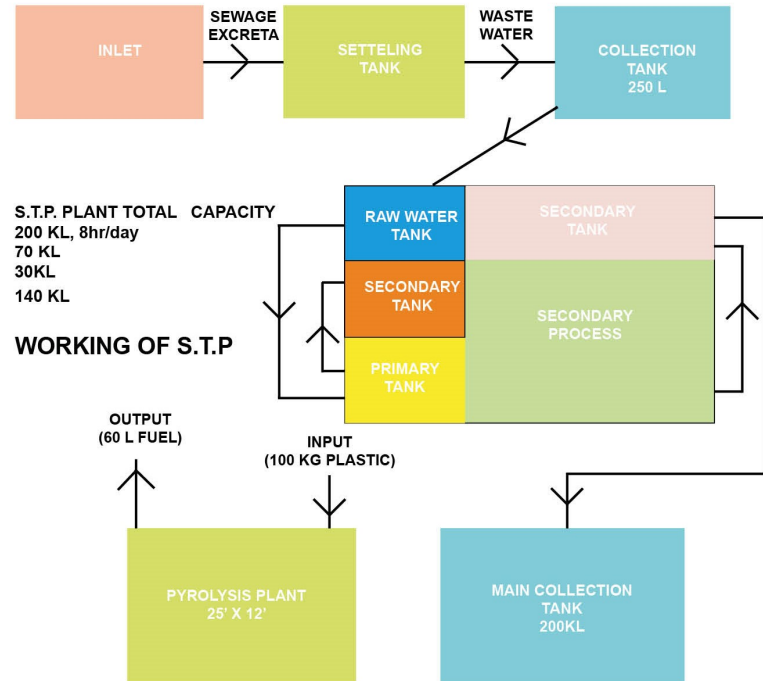 INLET
SEWAGE
EXCRETA
SETTELING
TANK
WASTE
WATER
COLLECTION
TANK
250 L
S.T.P. PLANT TOTAL CAPACITY
200 KL, 8hr/day
70 KL
30KL
140 KL
RAW WATER
TANK
SECONDARY
TANK
SECONDARY
TANK
SECONDARY
PROCESS
PRIMARY
TANK
WORKING OF S.T.P
OUTPUT
(60 L FUEL)
INPUT
(100 KG PLASTIC)
PYROLYSIS PLANT
25' X 12'
MAIN COLLECTION
TANK
200KL